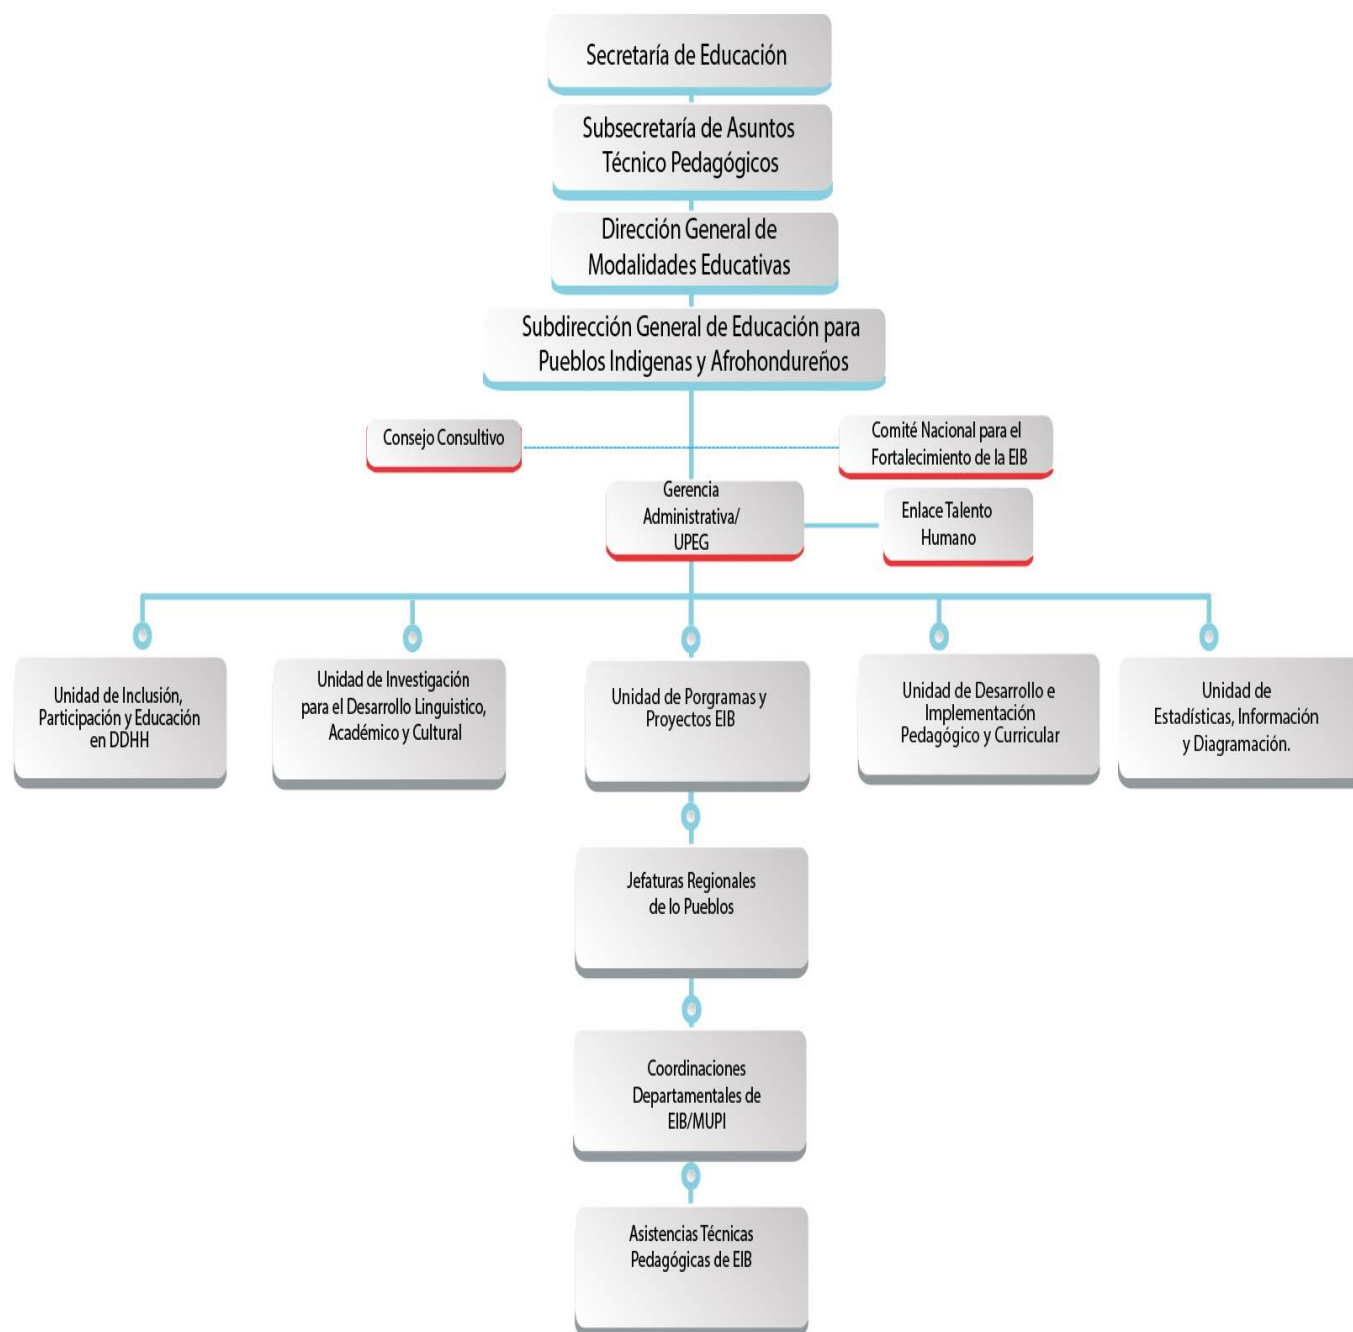 Secretaría de Educación
Subsecretaría de Asuntos
Técnico Pedagógicos
Dirección General de
Modalidades Educativas
Subdirección General de Educación para
Pueblos Indigenas y Afrohondureños
Consejo Consultivo
Comité Nacional para el
Fortalecimiento de la EIB
Gerencia
Administrativa/
UPEG
Enlace Talento
Humano
Unidad de Inclusión,
Participación y Educación
en DDHH
Unidad de Investigación
para el Desarrollo Linguistico,
Académico y Cultural
Unidad de Porgramas y
Proyectos EIB
Unidad de Desarrollo e
Implementación
Pedagógico y Curricular
Unidad de
Estadísticas, Información
y Diagramación.
Jefaturas Regionales
de lo Pueblos
Coordinaciones
Departamentales de
EIB/MUPI
Asistencias Técnicas
Pedagógicas de EIB